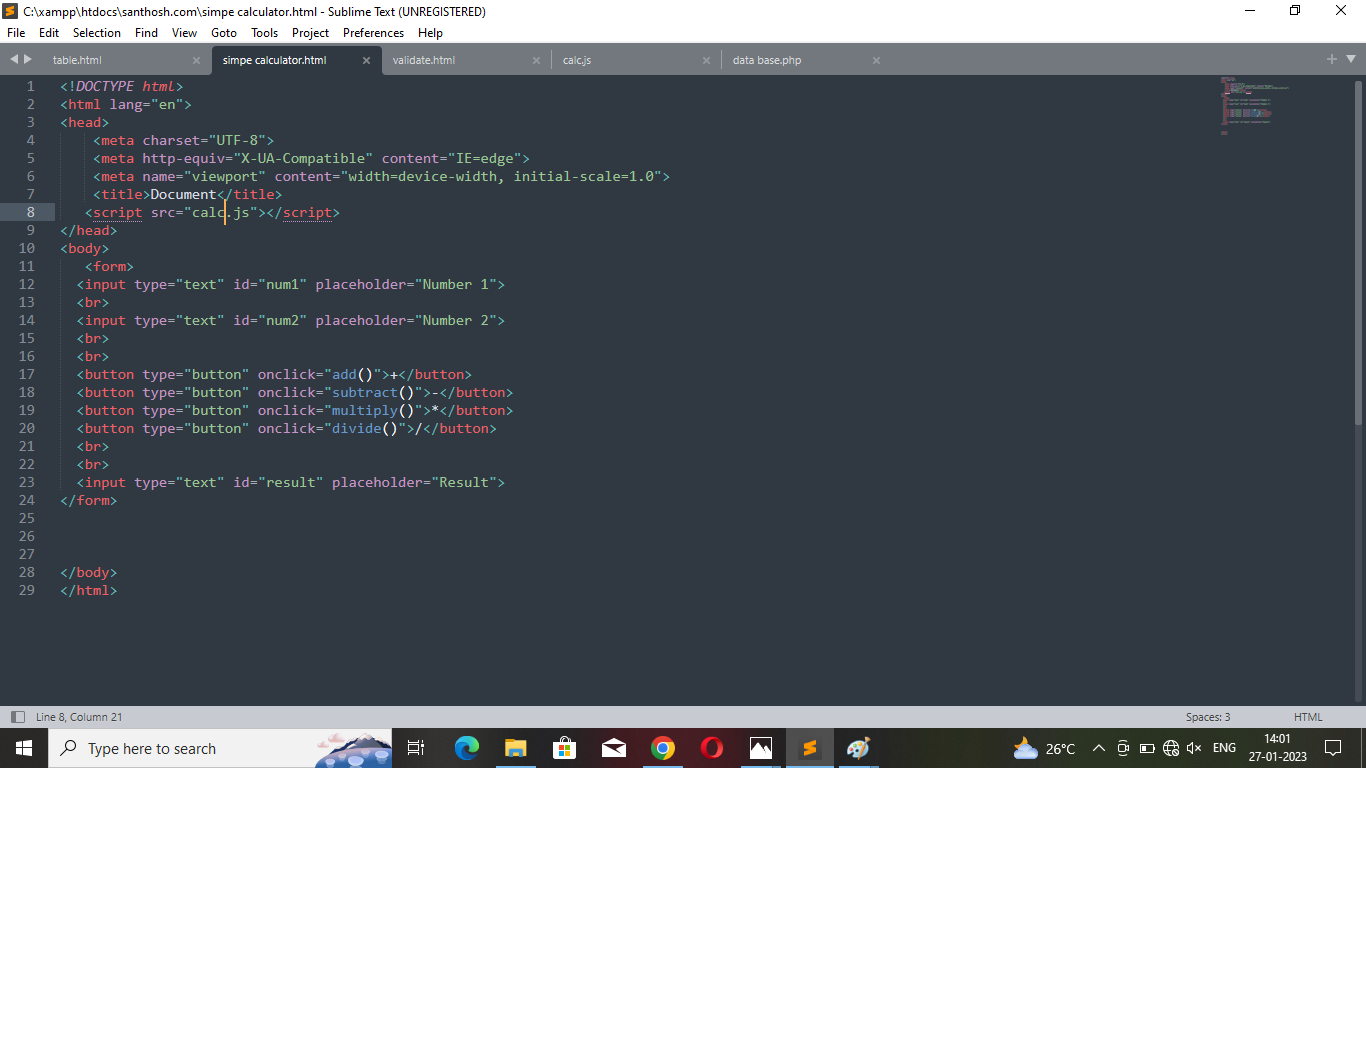 C:\xampp\htdocs\santhosh.com\simpe calculator.html - Sublime Text (UNREGISTERED)
File Edit Selection Find View Goto Tools Project Preferences Help
table.html simpe calculator.html validate.html calc.js data base.php
1 <!DOCTYPE html>
2 <html lang="en">
3 <head>
4 <meta charset="UTF-8">
5 <meta http-equiv="X-UA-Compatible" content="IE=edge">
6 <meta name="viewport" content="width=device-width, initial-scale=1.0">
7 <title>Document</title>
8 <script src="calc.js"></script>
9 </head>
10 <body>
11 <form>
12 <input type="text" id="num1" placeholder="Number 1">
13 <br>
14 <input type="text" id="num2" placeholder="Number 2">
15 <br>
16 <br>
17 <button type="button" onclick="add()">+</button>
18 <button type="button" onclick="subtract()">-</button>
19 <button type="button" onclick="multiply()">*</button>
20 <button type="button" onclick="divide()">/</button>
21 <br>
22 <br>
23 <input type="text" id="result" placeholder="Result">
24 </form>
25
26
27
28 </body>
29 </html>
Line 8, Column 21 Spaces: 3 HTML
Type here to search 26°C ENG 14:01
27-01-2023